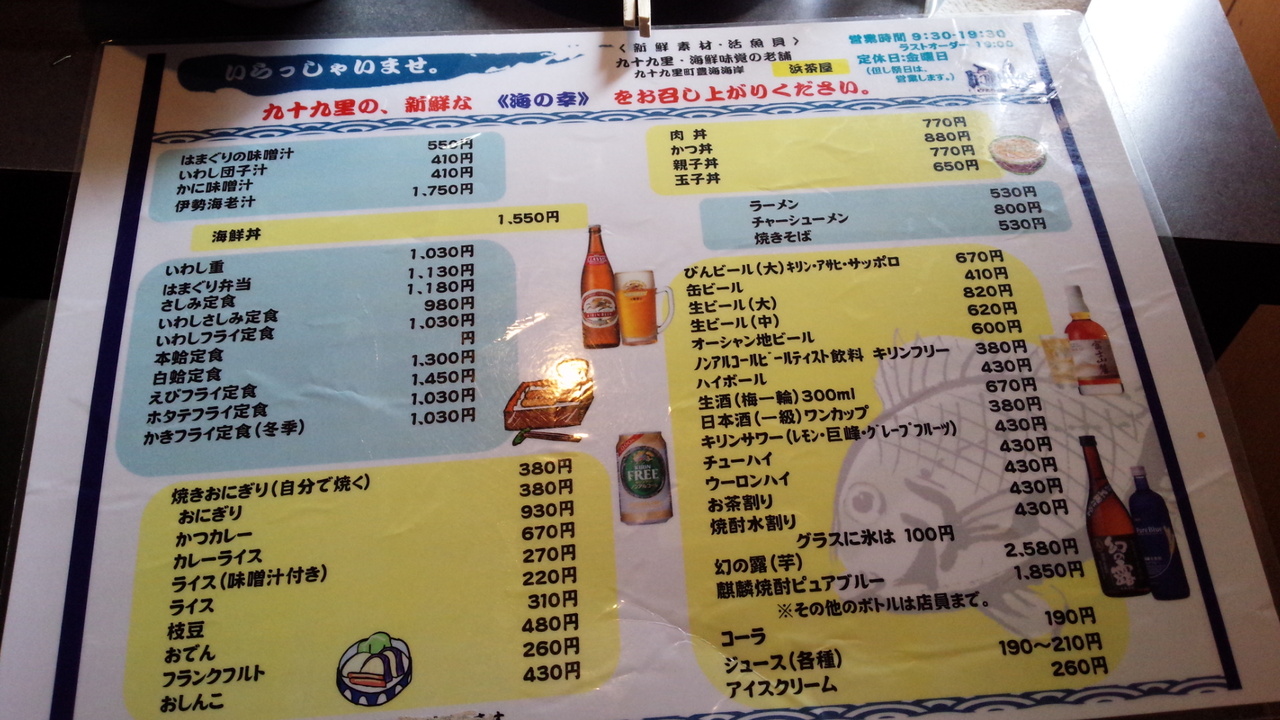 いらっしゃいませ。
〈 新鮮素材・活魚貝 〉
九十九里・海鮮味覚の老舗
九十九里町豊海海岸 浜茶屋
営業時間 9:30-19:30
ラストオーダー 19:00
定休日:金曜日
(但し祭日は、
営業します。)
九十九里の、新鮮な 《海の幸》 をお召し上がりください。
はまぐりの味噌汁 550円
いわし団子汁 410円
かに味噌汁 410円
伊勢海老汁 1,750円
海鮮丼 1,550円
いわし重 1,030円
はまぐり弁当 1,130円
さしみ定食 1,180円
いわしさしみ定食 980円
いわしフライ定食 1,030円
本蛤定食 円
白蛤定食 1,300円
えびフライ定食 1,450円
ホタテフライ定食 1,030円
かきフライ定食(冬季) 1,030円
焼きおにぎり(自分で焼く) 380円
おにぎり 380円
かつカレー 930円
カレーライス 670円
ライス(味噌汁付き) 270円
ライス 220円
枝豆 310円
おでん 480円
フランクフルト 260円
おしんこ 430円
肉丼 770円
かつ丼 880円
親子丼 770円
玉子丼 650円
ラーメン 530円
チャーシューメン 800円
焼きそば 530円
びんビール(大)キリン・アサヒ・サッポロ 670円
缶ビール 410円
生ビール(大) 820円
生ビール(中) 620円
オーシャン地ビール 600円
ノンアルコールビールテイスト飲料 キリンフリー 380円
ハイボール 430円
生酒(梅一輪)300ml 670円
日本酒(一級)ワンカップ 380円
キリンサワー(レモン・巨峰・グレープフルーツ) 430円
チューハイ 430円
ウーロンハイ 430円
お茶割り 430円
焼酎水割り 430円
グラスに氷は 100円
幻の露(芋) 2,580円
麒麟焼酎ピュアブルー 1,850円
※その他のボトルは店員まで。
コーラ 190円
ジュース(各種) 190〜210円
アイスクリーム 260円
KIRIN
FREE
幻の露